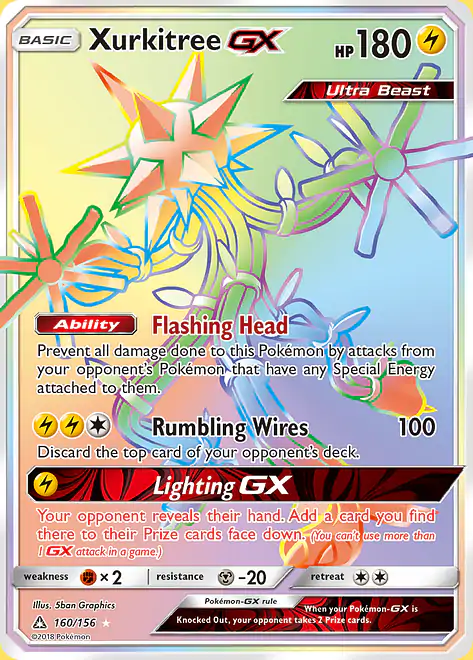 BASIC Xurkitree GX HP 180
Ultra Beast
Ability Flashing Head
Prevent all damage done to this Pokémon by attacks from
your opponent's Pokémon that have any Special Energy
attached to them.
Rumbling Wires 100
Discard the top card of your opponent's deck.
Lighting GX
Your opponent reveals their hand. Add a card you find
there to their Prize cards face down. (You can't use more
than 1 GX attack in a game.)
weakness ×2 resistance -20 retreat
Illus. 5ban Graphics
160/156
©2018 Pokémon
Pokémon-GX rule
When your Pokémon-GX is
Knocked Out, your opponent takes 2 Prize cards.